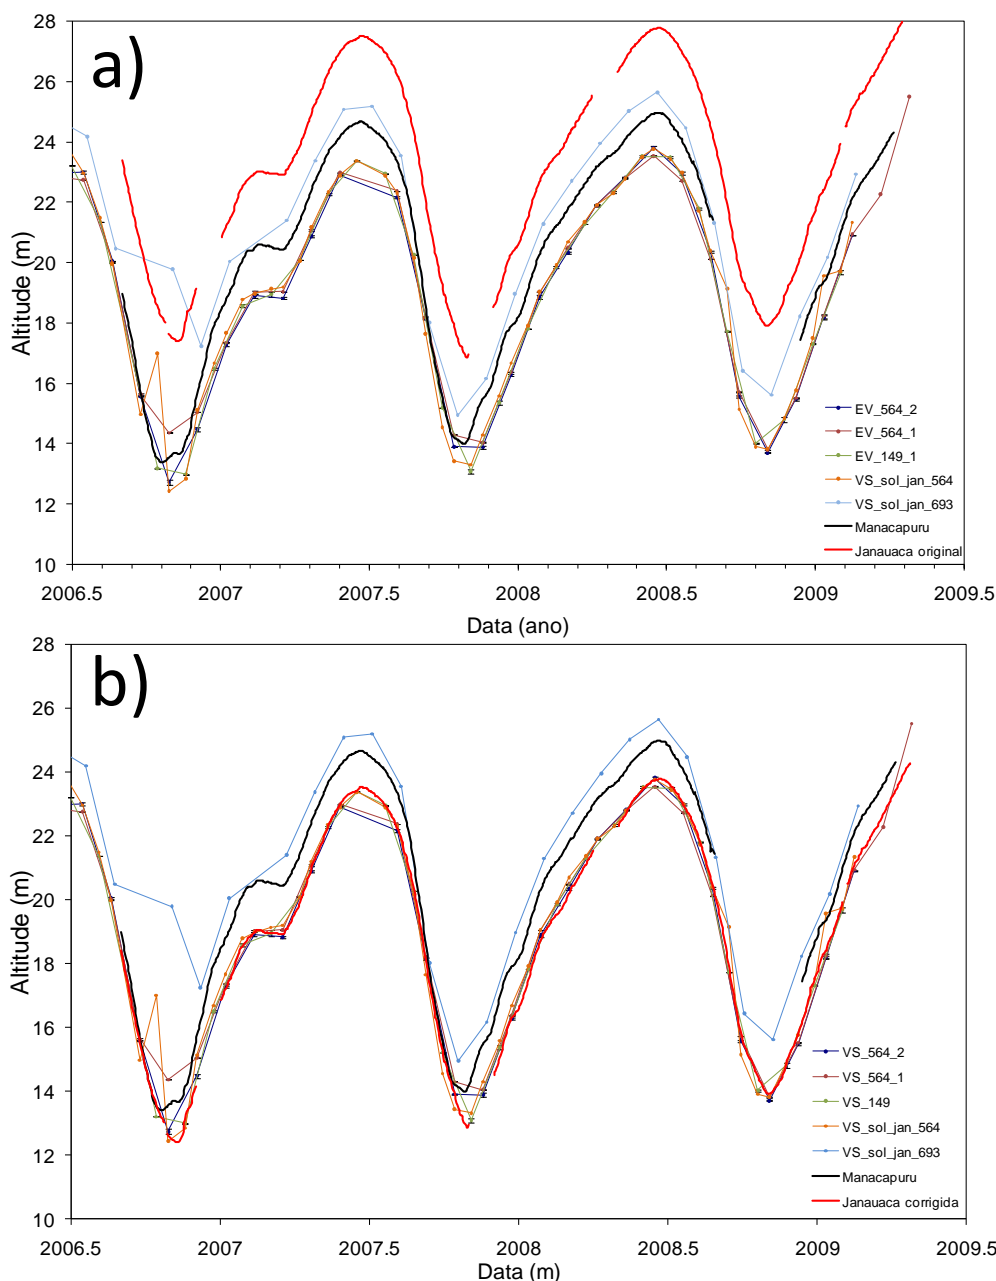 a)
28
26
24
22
20
18
16
14
12
10
Altitude (m)
EV_564_2
EV_564_1
EV_149_1
VS_sol_jan_564
VS_sol_jan_693
Manacapuru
Janauaca original
2006.5 2007 2007.5 2008 2008.5 2009 2009.5
Data (ano)
b)
28
26
24
22
20
18
16
14
12
10
Altitude (m)
VS_564_2
VS_564_1
VS_149
VS_sol_jan_564
VS_sol_jan_693
Manacapuru
Janauaca corrigida
2006.5 2007 2007.5 2008 2008.5 2009 2009.5
Data (m)